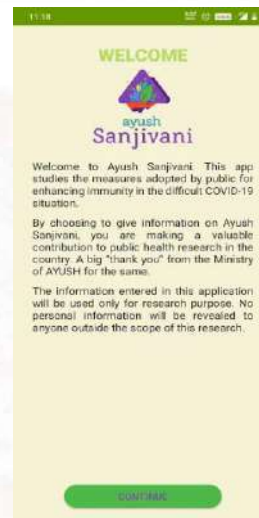 11:58
WELCOME
ayush
Sanjivani
Welcome to Ayush Sanjivani. This app
studies the measures adopted by public for
enhancing immunity in the difficult COVID-19
situation.
By choosing to give information on Ayush
Sanjivani, you are making a valuable
contribution to public health research in the
country. A big "thank you" from the Ministry
of AYUSH for the same.
The information entered in this application
will be used only for research purpose. No
personal information will be revealed to
anyone outside the scope of this research.
CONTINUE